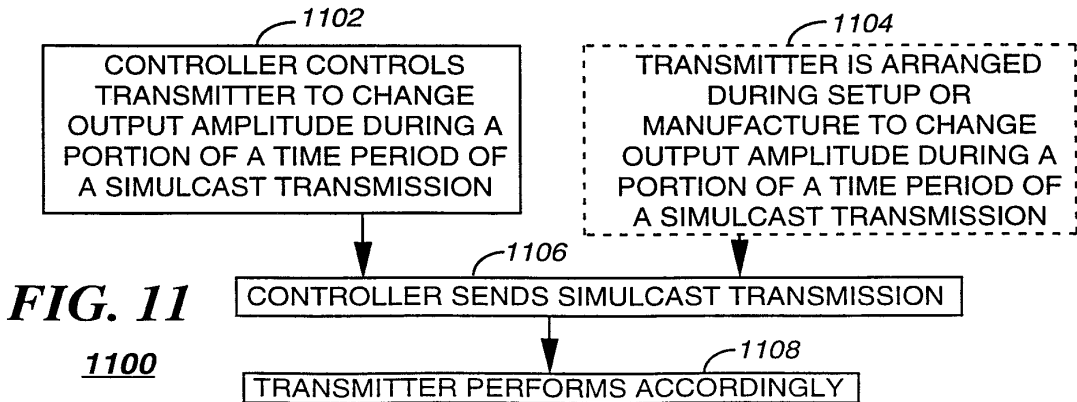 1102
CONTROLLER CONTROLS
TRANSMITTER TO CHANGE
OUTPUT AMPLITUDE DURING A
PORTION OF A TIME PERIOD OF
A SIMULCAST TRANSMISSION
1104
TRANSMITTER IS ARRANGED
DURING SETUP OR
MANUFACTURE TO CHANGE
OUTPUT AMPLITUDE DURING A
PORTION OF A TIME PERIOD OF
A SIMULCAST TRANSMISSION
1106
CONTROLLER SENDS SIMULCAST TRANSMISSION
FIG. 11
1100
1108
TRANSMITTER PERFORMS ACCORDINGLY